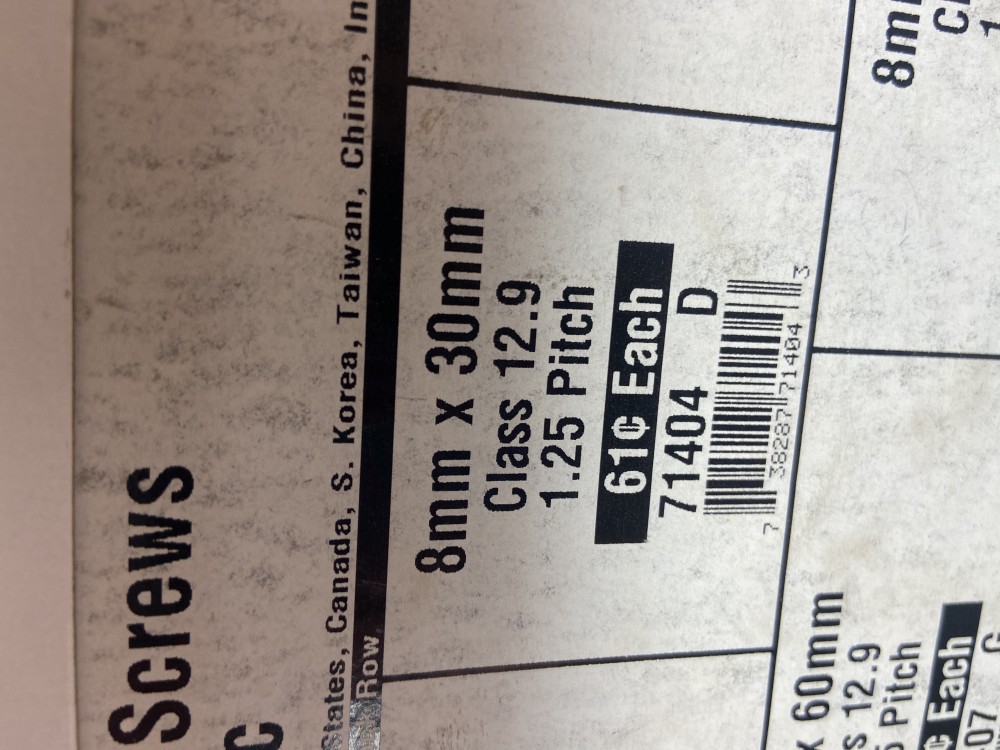 Screws
States, Canada, S. Korea, Taiwan, China, In
Row
8mm x 30mm
Class 12.9
1.25 Pitch
61¢ Each
71404 D
7 38287 71404 3
x 60mm
s 12.9
Pitch
¢ Each
07 G
8m